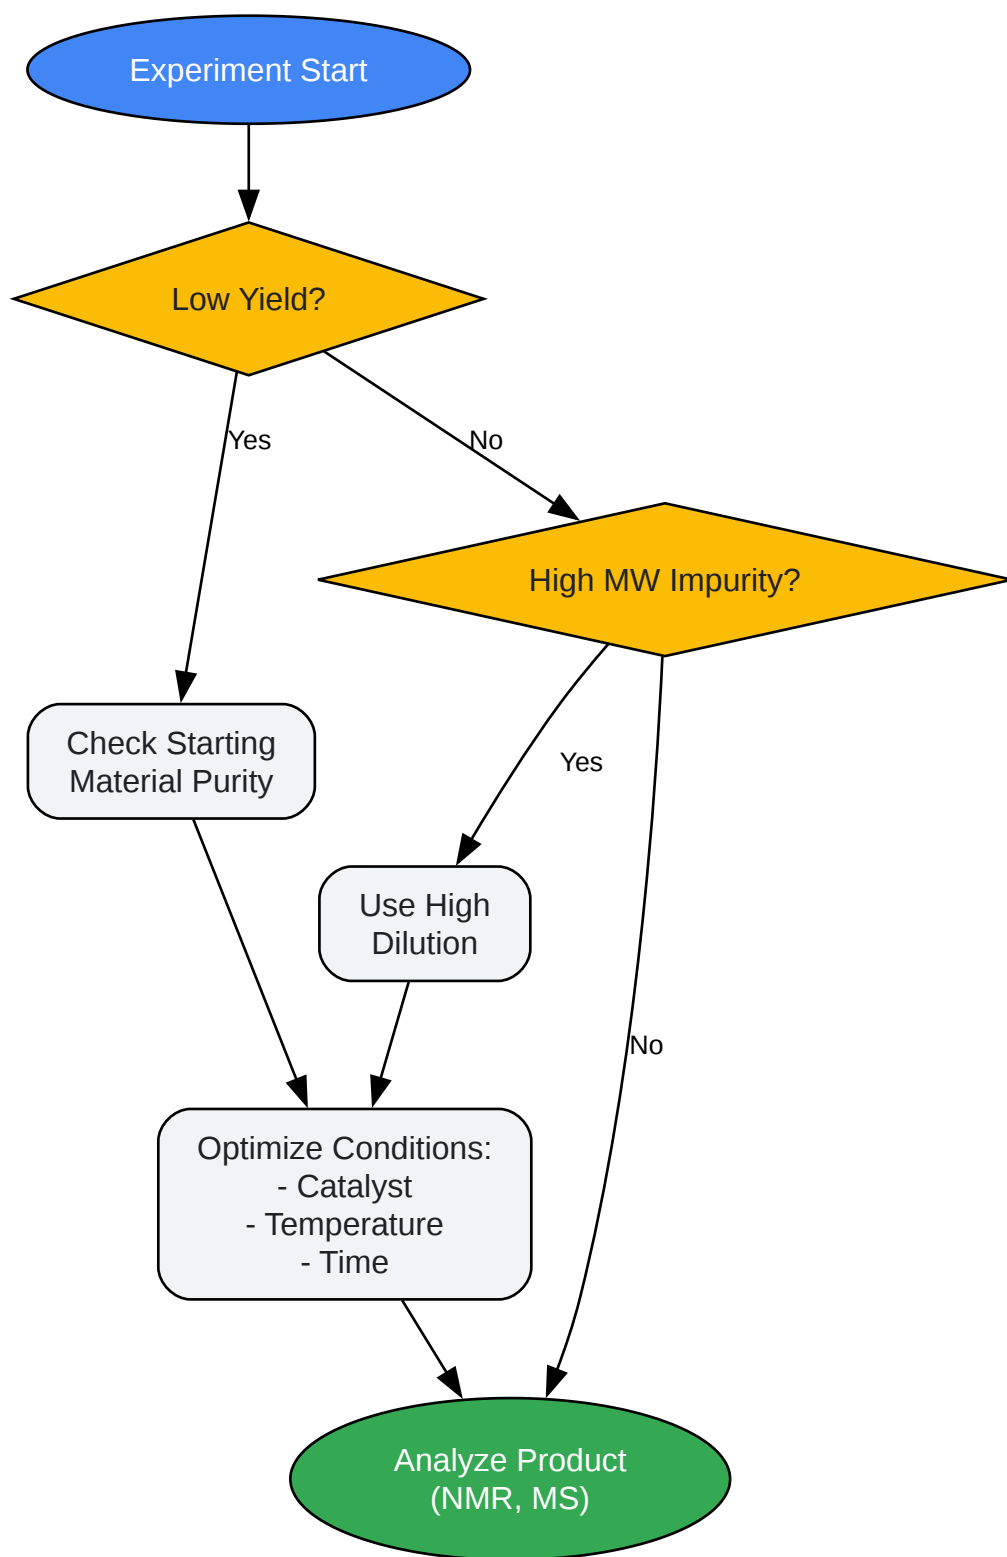 Experiment Start
Low Yield?
Yes
No
High MW Impurity?
Check Starting
Material Purity
Yes
Use High
Dilution
No
Optimize Conditions:
- Catalyst
- Temperature
- Time
Analyze Product
(NMR, MS)